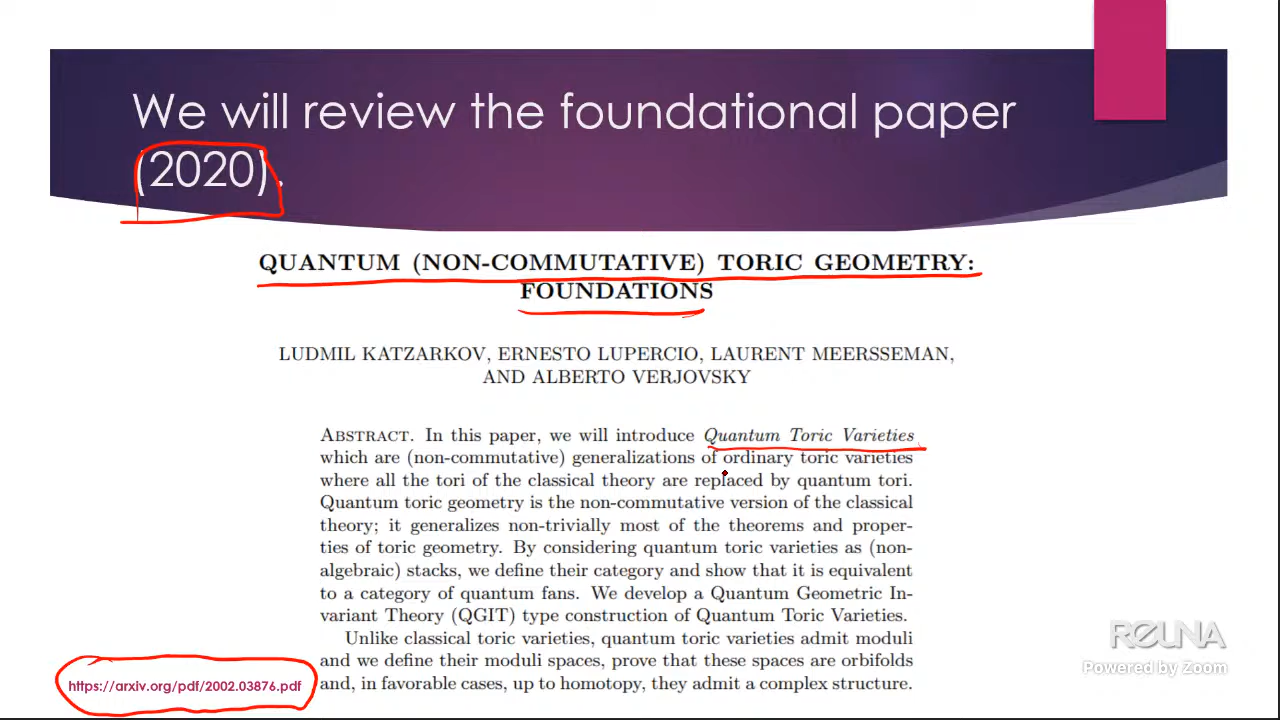 We will review the foundational paper
(2020).
QUANTUM (NON-COMMUTATIVE) TORIC GEOMETRY:
FOUNDATIONS
LUDMIL KATZARKOV, ERNESTO LUPERCIO, LAURENT MEERSSEMAN,
AND ALBERTO VERJOVSKY
ABSTRACT. In this paper, we will introduce Quantum Toric Varieties
which are (non-commutative) generalizations of ordinary toric varieties
where all the tori of the classical theory are replaced by quantum tori.
Quantum toric geometry is the non-commutative version of the classical
theory; it generalizes non-trivially most of the theorems and proper-
ties of toric geometry. By considering quantum toric varieties as (non-
algebraic) stacks, we define their category and show that it is equivalent
to a category of quantum fans. We develop a Quantum Geometric In-
variant Theory (QGIT) type construction of Quantum Toric Varieties.
Unlike classical toric varieties, quantum toric varieties admit moduli
and we define their moduli spaces, prove that these spaces are orbifolds
and, in favorable cases, up to homotopy, they admit a complex structure.
https://arxiv.org/pdf/2002.03876.pdf
REUNA
Powered by Zoom